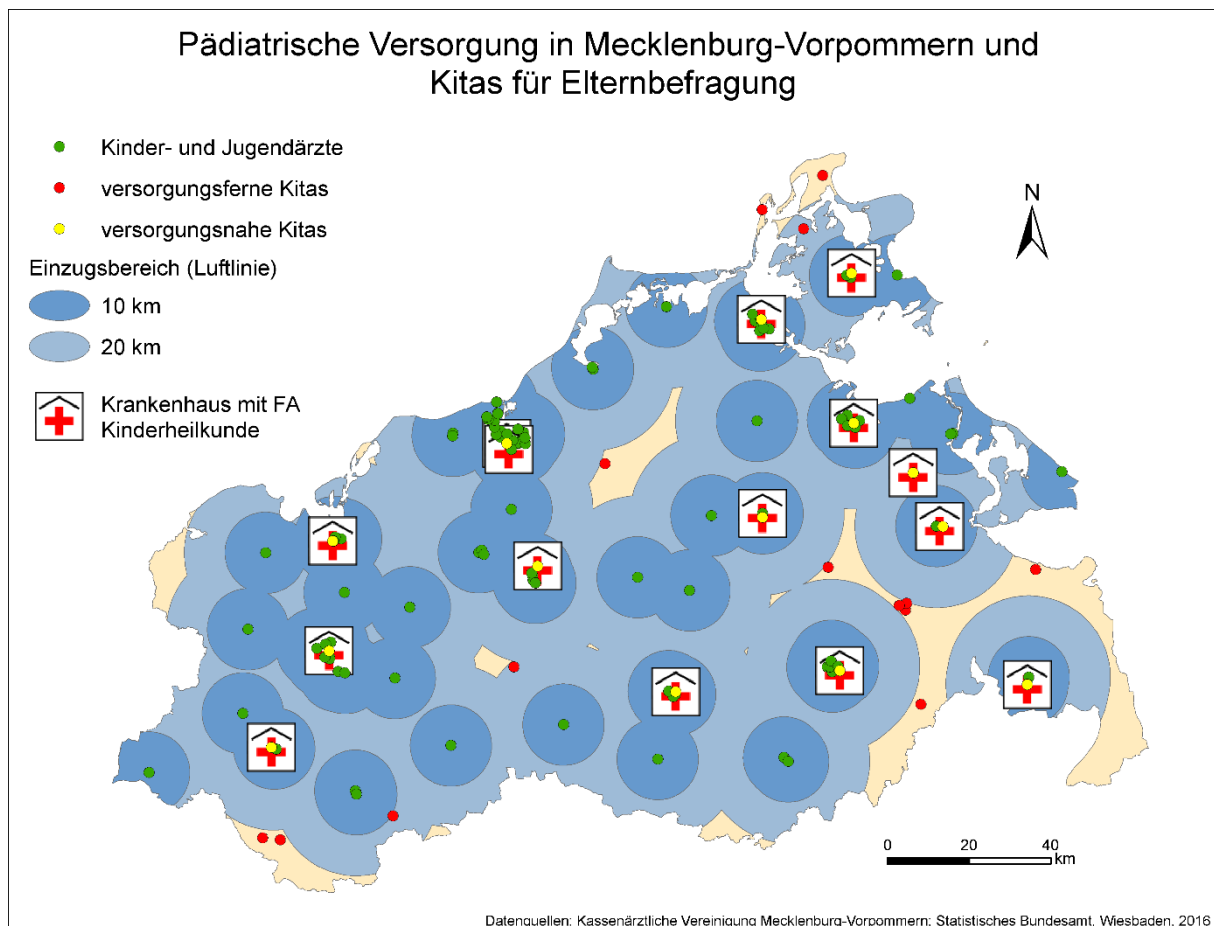 Pädiatrische Versorgung in Mecklenburg-Vorpommern und
Kitas für Elternbefragung
Kinder- und Jugendärzte
versorgungsferne Kitas
versorgungsnahe Kitas
Einzugsbereich (Luftlinie)
10 km
20 km
Krankenhaus mit FA
Kinderheilkunde
N
0 20 40
km
Datenquellen: Kassenärztliche Vereinigung Mecklenburg-Vorpommern; Statistisches Bundesamt, Wiesbaden, 2016